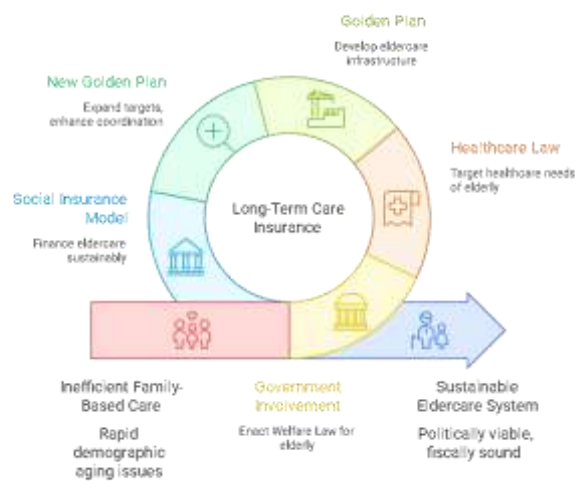 Golden Plan
Develop eldercare
infrastructure
New Golden Plan
Expand targets,
enhance coordination
Healthcare Law
Target healthcare needs
of elderly
Social Insurance
Model
Finance eldercare
sustainably
Long-Term Care
Insurance
Inefficient Family-
Based Care
Rapid
demographic
aging issues
Government
Involvement
Enact Welfare Law for
elderly
Sustainable
Eldercare System
Politically viable,
fiscally sound